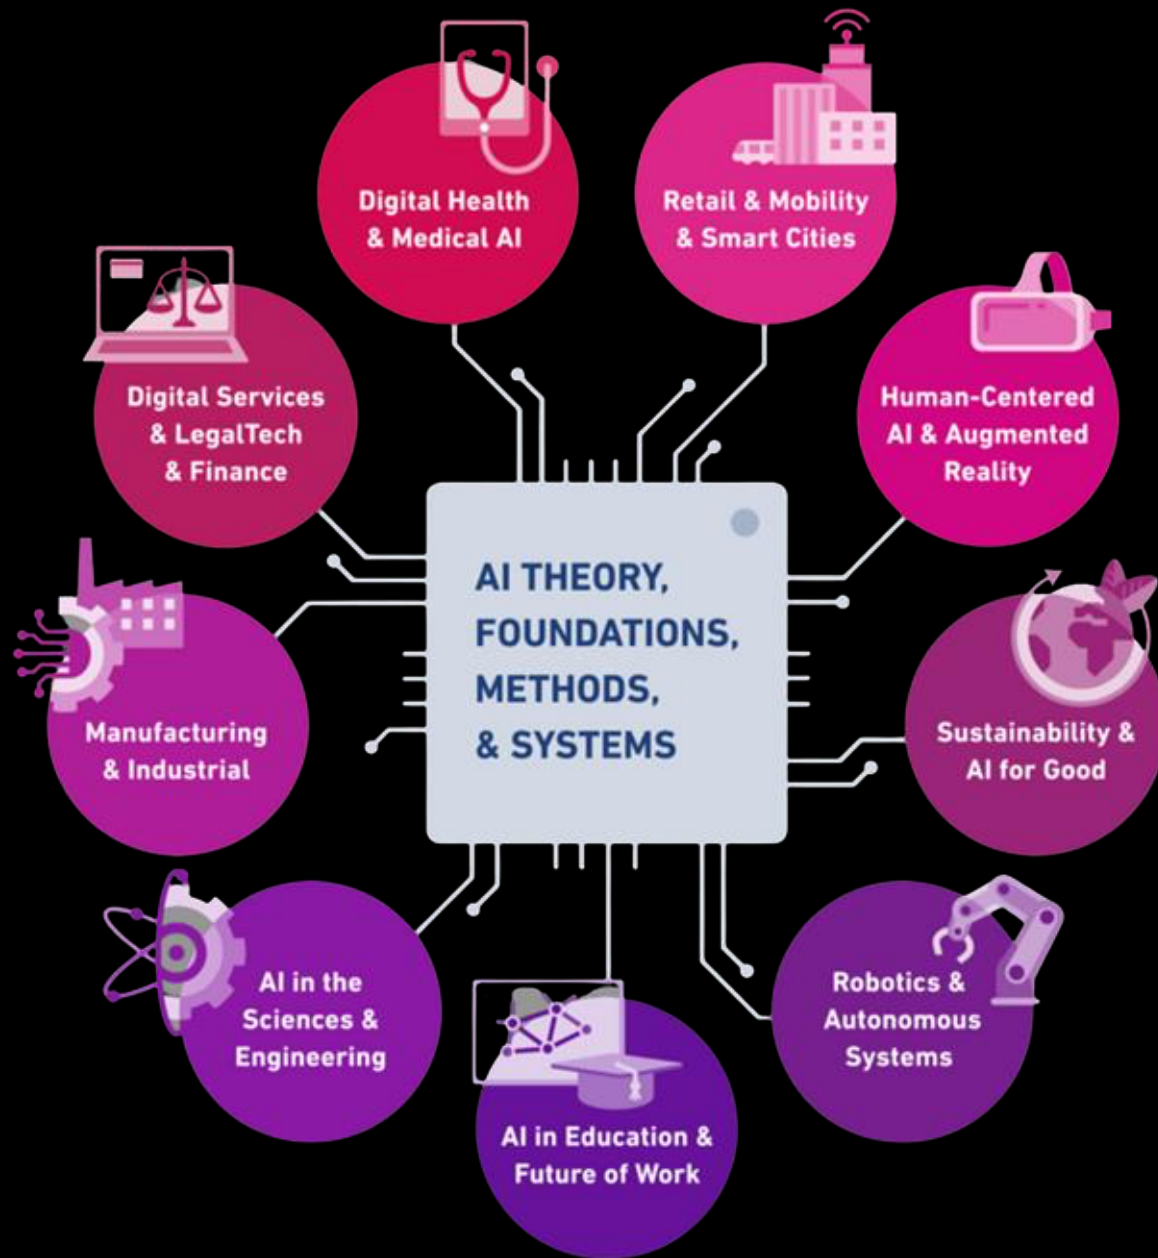 Digital Health
& Medical AI
Retail & Mobility
& Smart Cities
Digital Services
& LegalTech
& Finance
Human-Centered
AI & Augmented
Reality
AI THEORY,
FOUNDATIONS,
METHODS,
& SYSTEMS
Manufacturing
& Industrial
Sustainability &
AI for Good
AI in the
Sciences &
Engineering
Robotics &
Autonomous
Systems
AI in Education &
Future of Work